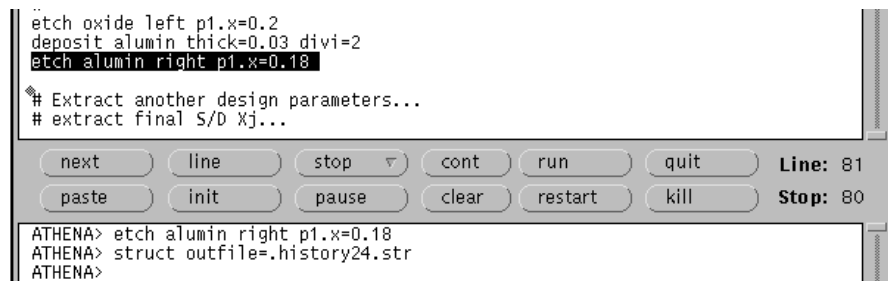 #
etch oxide left p1.x=0.2
deposit alumin thick=0.03 divi=2
etch alumin right p1.x=0.18
# Extract another design parameters...
# extract final S/D Xj...
next line stop cont run quit Line: 81
paste init pause clear restart kill Stop: 80
ATHENA> etch alumin right p1.x=0.18
ATHENA> struct outfile=.history24.str
ATHENA>